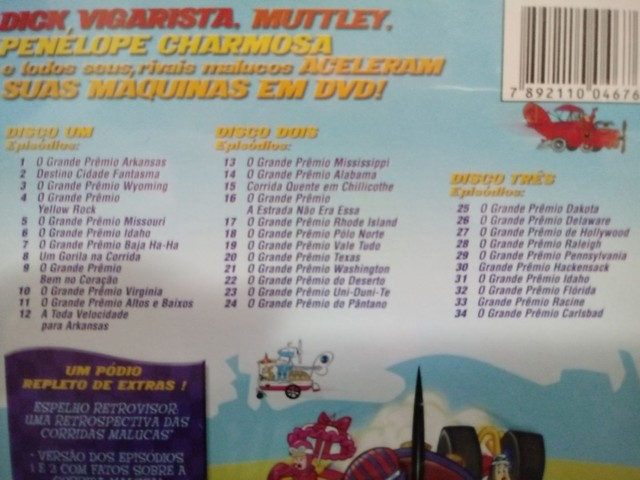 DICK VIGARISTA, MUTTLEY,
PENÉLOPE CHARMOSA
e todos seus rivais malucos ACELERAM
SUAS MÁQUINAS EM DVD!
7 892110 04676
DISCO UM
Episódios:
1 O Grande Prêmio Arkansas
2 Destino Cidade Fantasma
3 O Grande Prêmio Wyoming
4 O Grande Prêmio
Yellow Rock
5 O Grande Prêmio Missouri
6 O Grande Prêmio Idaho
7 O Grande Prêmio Baja Ha-Ha
8 Um Gorila na Corrida
9 O Grande Prêmio
Bem no Coração
10 O Grande Prêmio Virginia
11 O Grande Prêmio Altos e Baixos
12 A Toda Velocidade
para Arkansas
DISCO DOIS
Episódios:
13 O Grande Prêmio Mississippi
14 O Grande Prêmio Alabama
15 Corrida Quente em Chillicothe
16 O Grande Prêmio
A Estrada Não Era Essa
17 O Grande Prêmio Rhode Island
18 O Grande Prêmio Pólo Norte
19 O Grande Prêmio Vale Tudo
20 O Grande Prêmio Texas
21 O Grande Prêmio Washington
22 O Grande Prêmio do Deserto
23 O Grande Prêmio Uni-Duni-Te
24 O Grande Prêmio do Pântano
DISCO TRÊS
Episódios:
25 O Grande Prêmio Dakota
26 O Grande Prêmio Delaware
27 O Grande Prêmio de Hollywood
28 O Grande Prêmio Raleigh
29 O Grande Prêmio Pennsylvania
30 Grande Prêmio Hackensack
31 O Grande Prêmio Idaho
32 O Grande Prêmio Flórida
33 Grande Prêmio Racine
34 O Grande Prêmio Carlsbad
UM PÓDIO
REPLETO DE EXTRAS !
ESPELHO RETROVISOR
UMA RETROSPECTIVA DAS
CORRIDAS MALUCAS"
- VERSÃO DOS EPISÓDIOS
1 E 2 COM FATOS SOBRE A
CORRIDA MALUCA